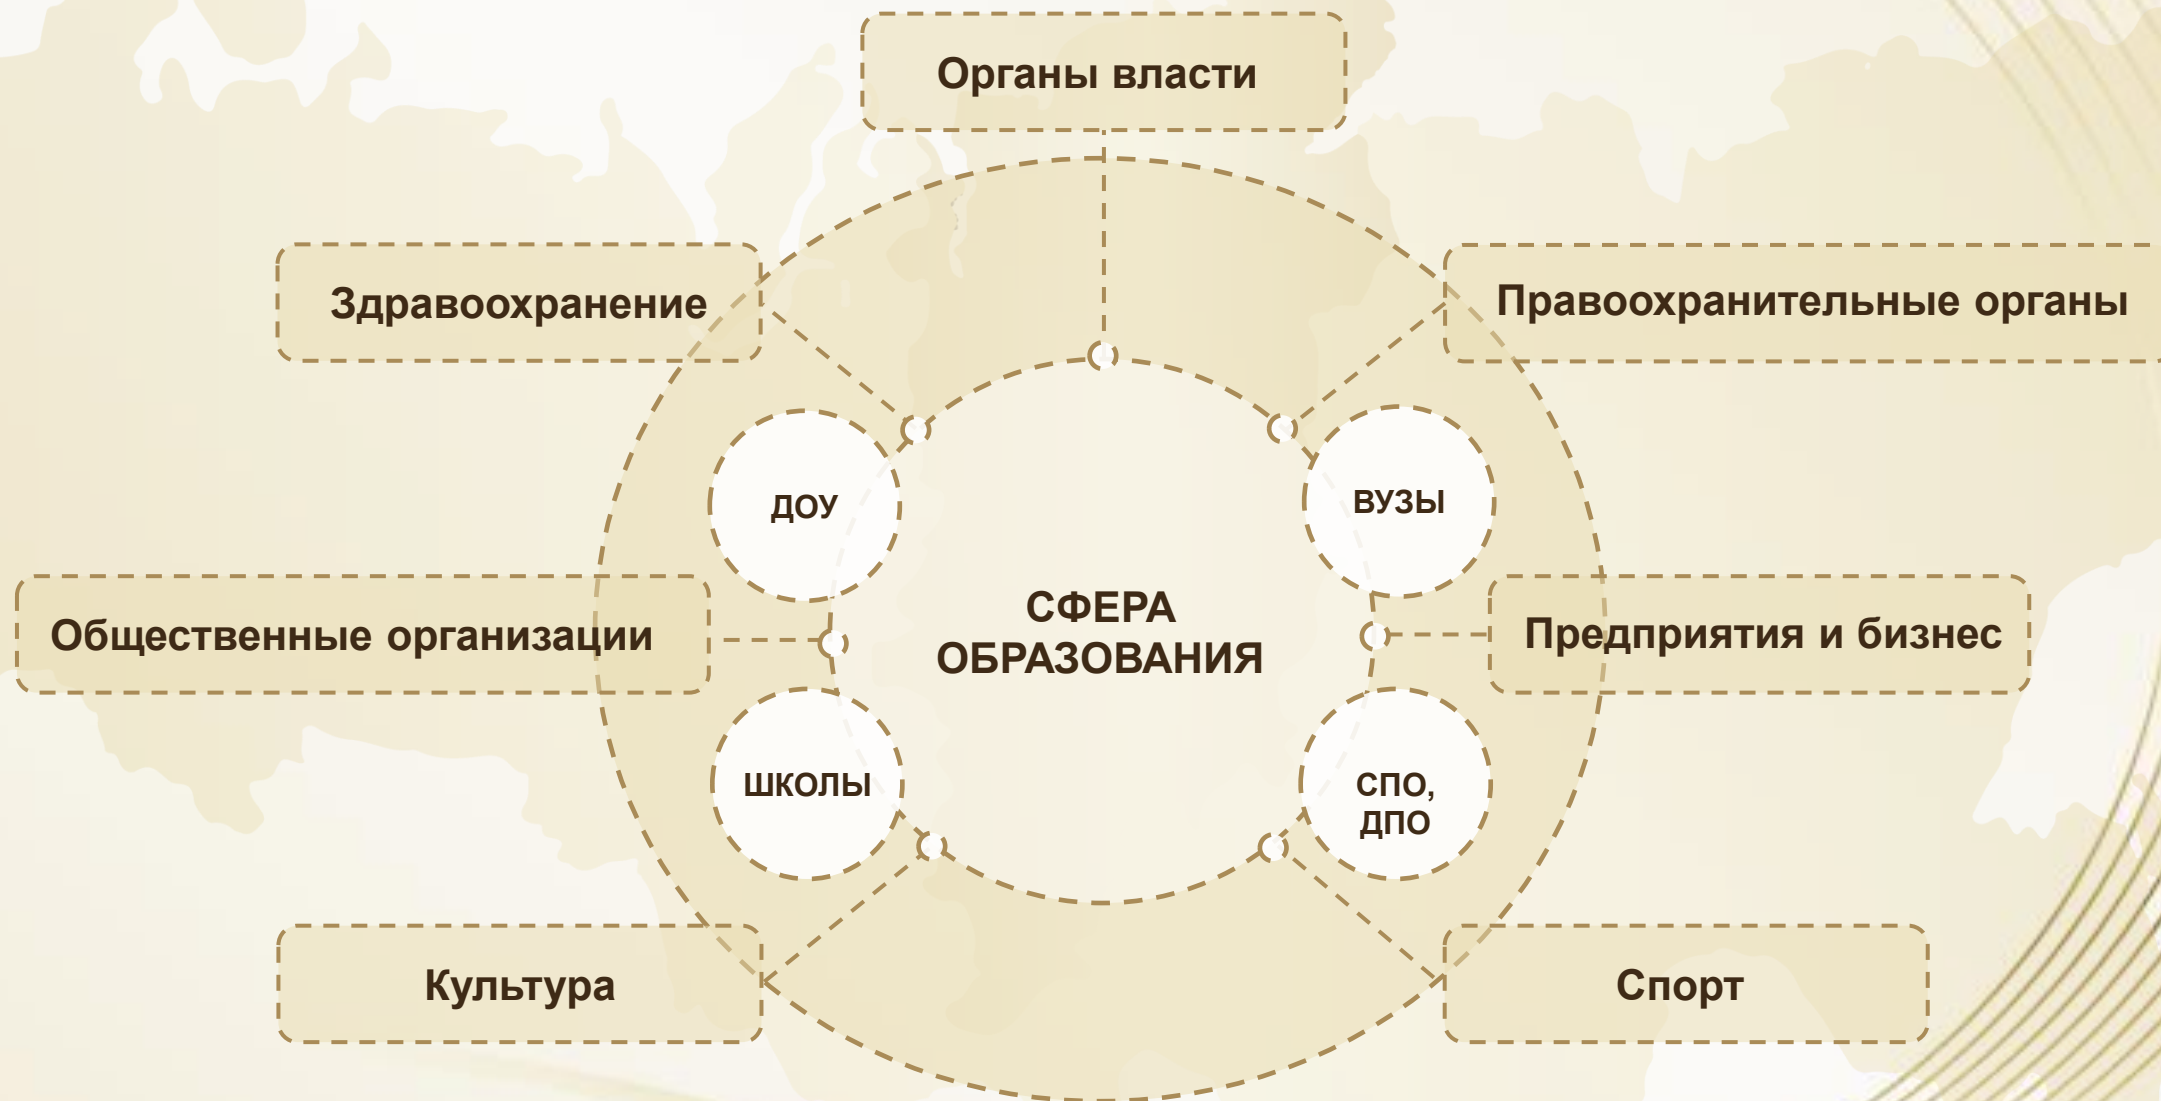 Органы власти
Здравоохранение
Правоохранительные органы
ДОУ
ВУЗЫ
СФЕРА
ОБРАЗОВАНИЯ
Общественные организации
Предприятия и бизнес
ШКОЛЫ
СПО,
ДПО
Культура
Спорт